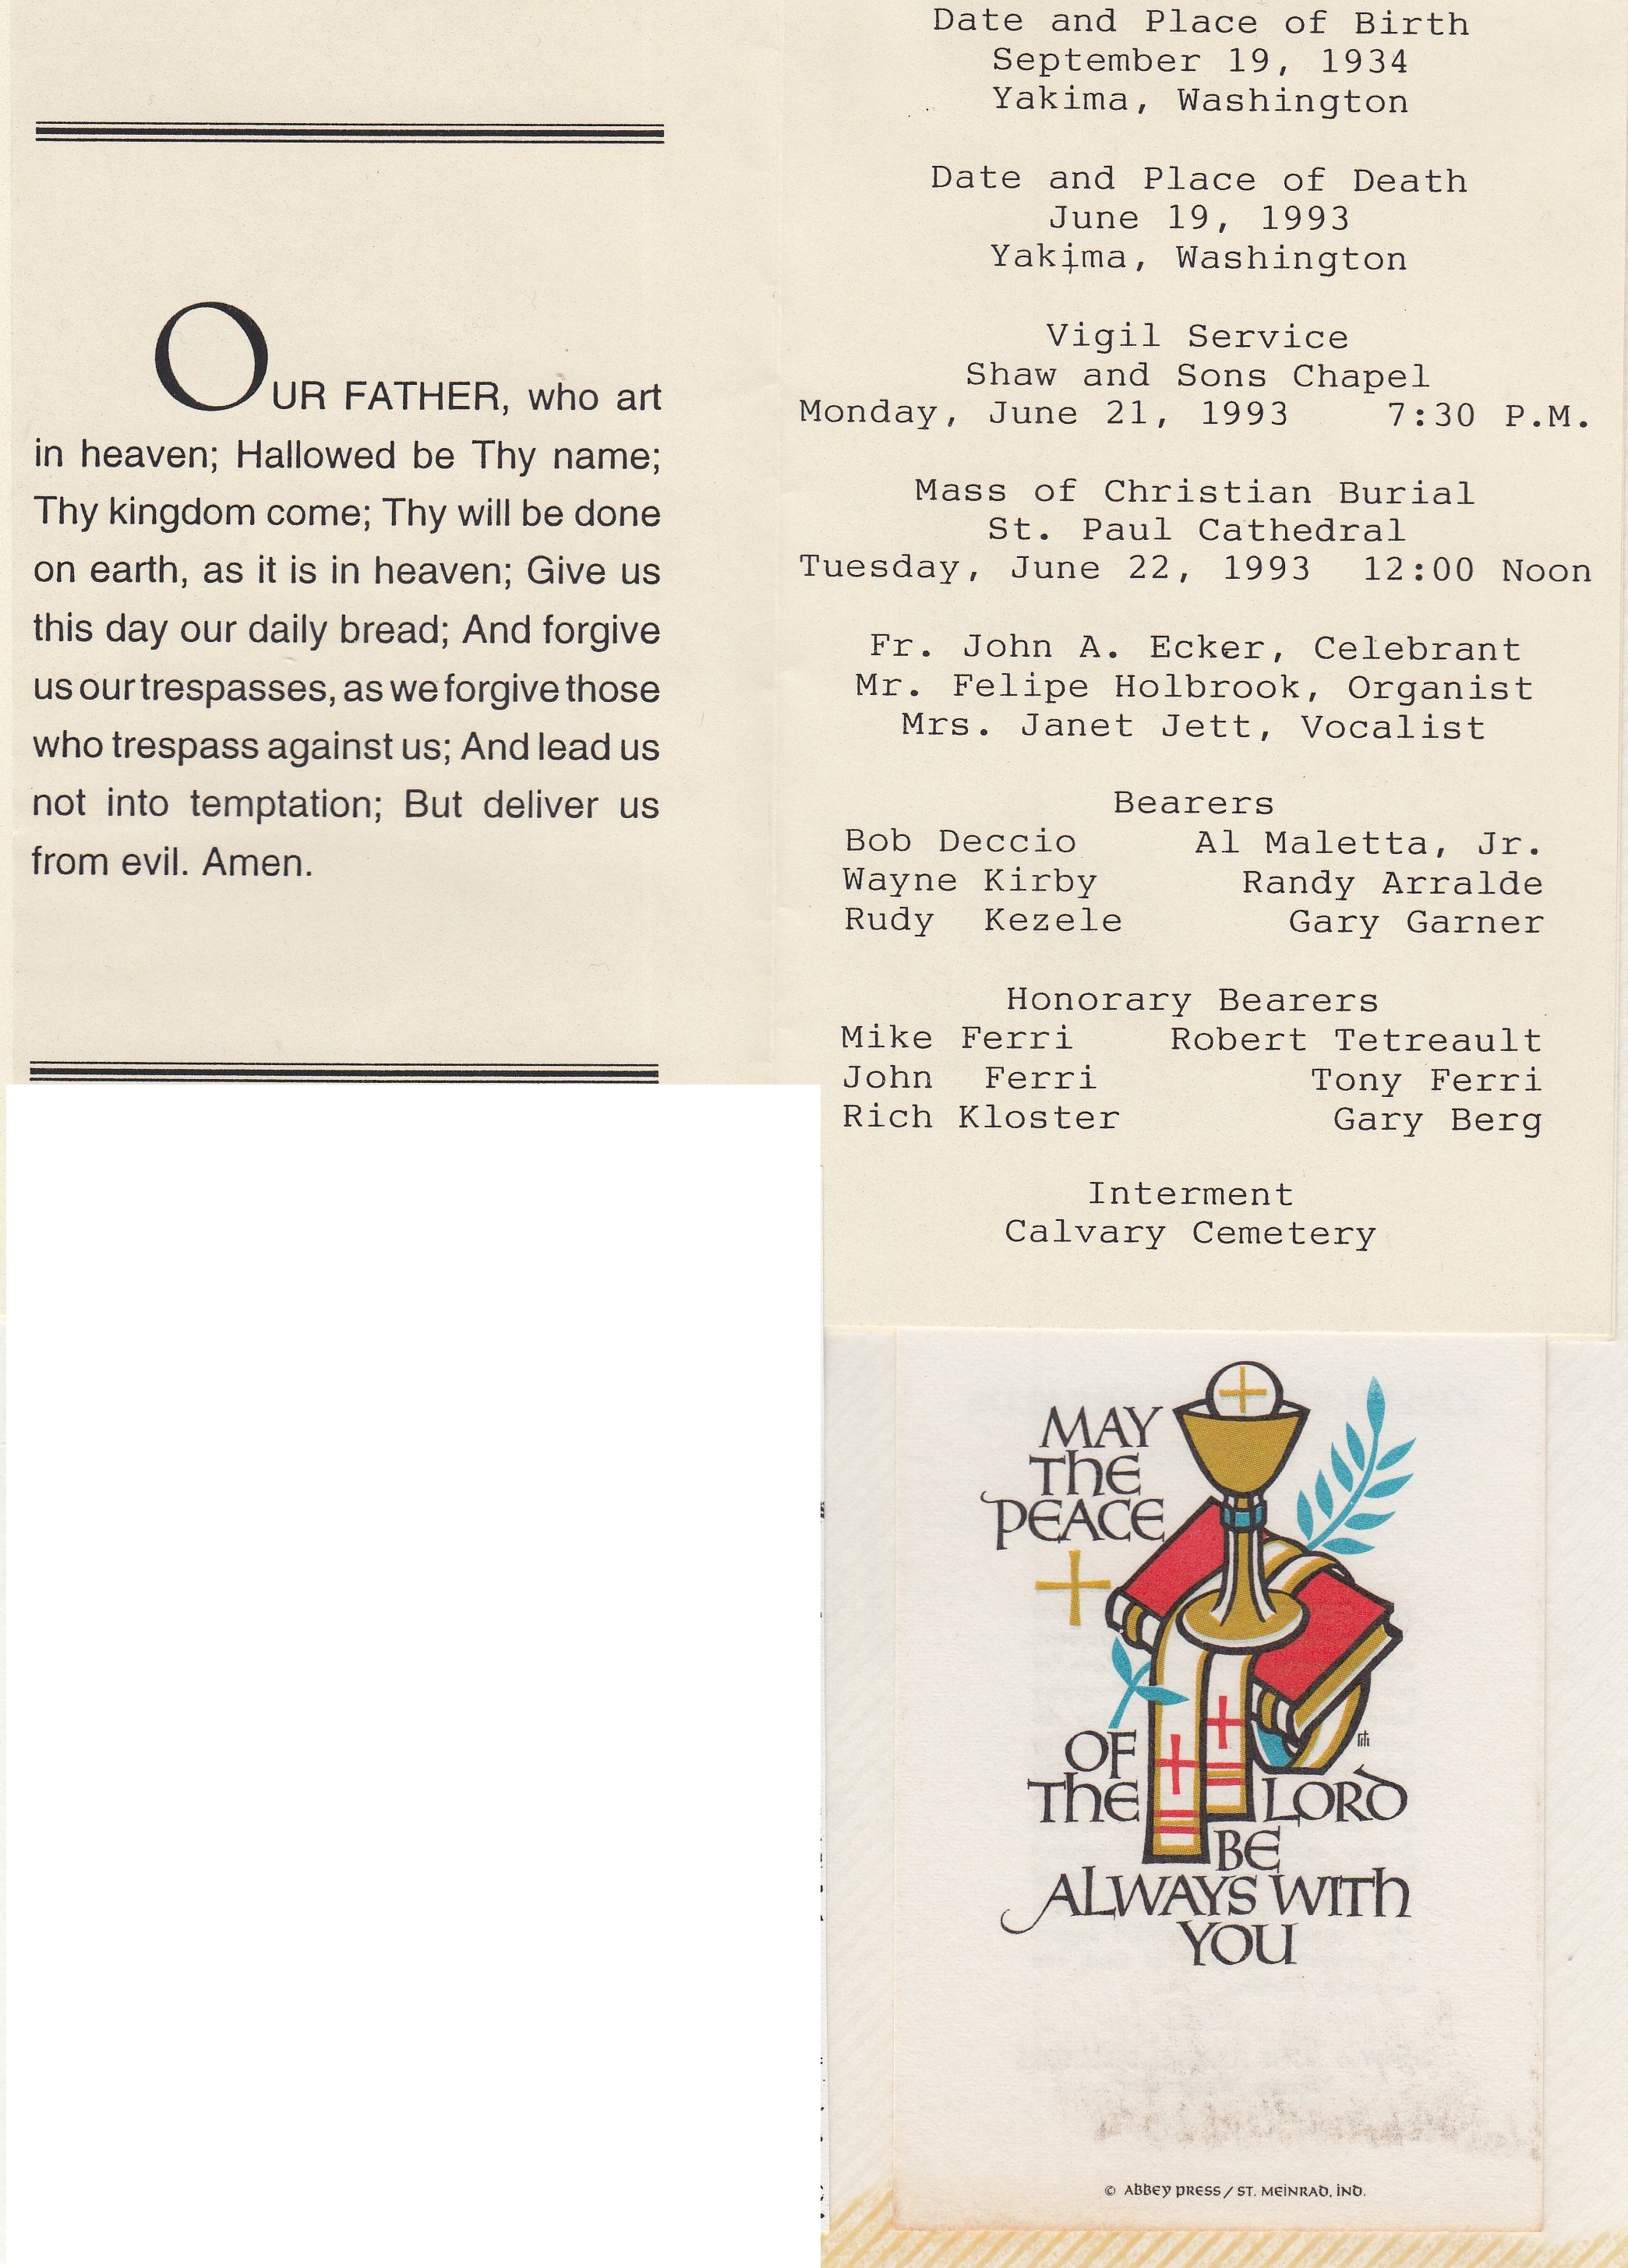 OUR FATHER, who art
in heaven; Hallowed be Thy name;
Thy kingdom come; Thy will be done
on earth, as it is in heaven; Give us
this day our daily bread; And forgive
us our trespasses, as we forgive those
who trespass against us; And lead us
not into temptation; But deliver us
from evil. Amen.
Date and Place of Birth
September 19, 1934
Yakima, Washington
Date and Place of Death
June 19, 1993
Yakima, Washington
Vigil Service
Shaw and Sons Chapel
Monday, June 21, 1993 7:30 P.M.
Mass of Christian Burial
St. Paul Cathedral
Tuesday, June 22, 1993 12:00 Noon
Fr. John A. Ecker, Celebrant
Mr. Felipe Holbrook, Organist
Mrs. Janet Jett, Vocalist
Bearers
Bob Deccio Al Maletta, Jr.
Wayne Kirby Randy Arralde
Rudy Kezele Gary Garner
Honorary Bearers
Mike Ferri Robert Tetreault
John Ferri Tony Ferri
Rich Kloster Gary Berg
Interment
Calvary Cemetery
MAY
THE
PEACE
OF
THE LORD
BE
ALWAYS WITH
YOU
© ABBEY PRESS / ST. MEINRAD, IND.